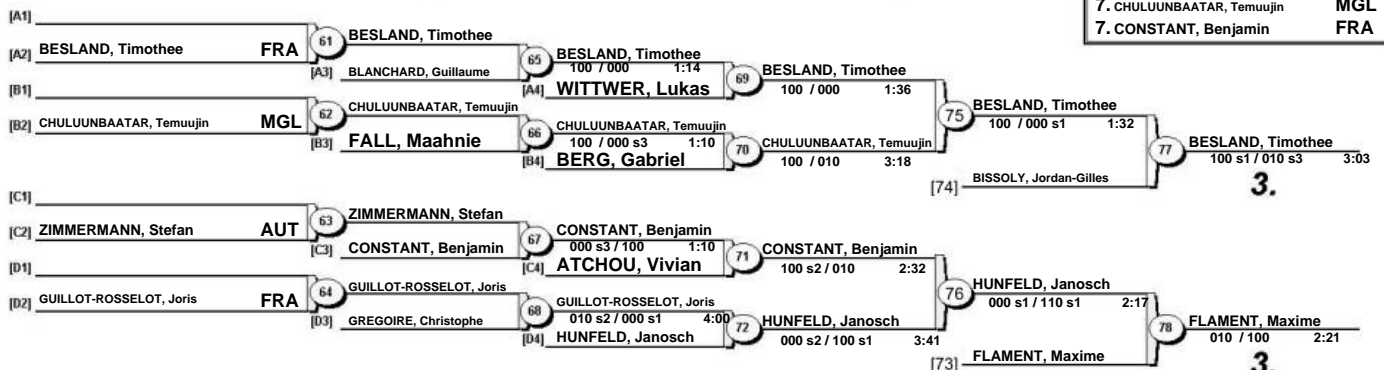 7. CHULUUNBAATAR, Temuujin MGL
7. CONSTANT, Benjamin FRA
[A1]
[A2] BESLAND, Timothee FRA
61
BESLAND, Timothee
[A3] BLANCHARD, Guillaume
65
BESLAND, Timothee
100 / 000 1:14
[A4] WITTWER, Lukas
69
BESLAND, Timothee
100 / 000 1:36
[B1]
[B2] CHULUUNBAATAR, Temuujin MGL
62
CHULUUNBAATAR, Temuujin
[B3] FALL, Maahnie
66
CHULUUNBAATAR, Temuujin
100 / 000 s3 1:10
[B4] BERG, Gabriel
70
CHULUUNBAATAR, Temuujin
100 / 010 3:18
75
BESLAND, Timothee
100 / 000 s1 1:32
[74] BISSOLY, Jordan-Gilles
77
BESLAND, Timothee
100 s1 / 010 s3 3:03
3.
[C1]
[C2] ZIMMERMANN, Stefan AUT
63
ZIMMERMANN, Stefan
[C3] CONSTANT, Benjamin
67
CONSTANT, Benjamin
000 s3 / 100 1:10
[C4] ATCHOU, Vivian
71
CONSTANT, Benjamin
100 s2 / 010 2:32
[D1]
[D2] GUILLOT-ROSSELOT, Joris FRA
64
GUILLOT-ROSSELOT, Joris
[D3] GREGOIRE, Christophe
68
GUILLOT-ROSSELOT, Joris
010 s2 / 000 s1 4:00
[D4] HUNFELD, Janosch
72
HUNFELD, Janosch
000 s2 / 100 s1 3:41
76
HUNFELD, Janosch
000 s1 / 110 s1 2:17
[73] FLAMENT, Maxime
78
FLAMENT, Maxime
010 / 100 2:21
3.